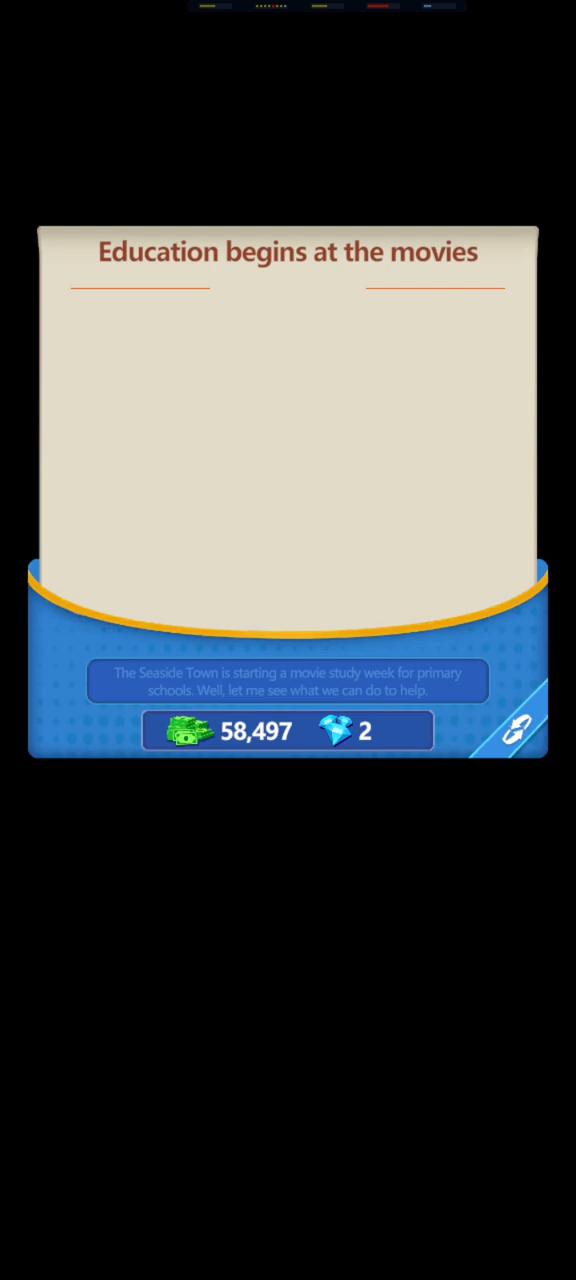 Education begins at the movies
The Seaside Town is starting a movie study week for primary
schools. Well, let me see what we can do to help.
58,497 2